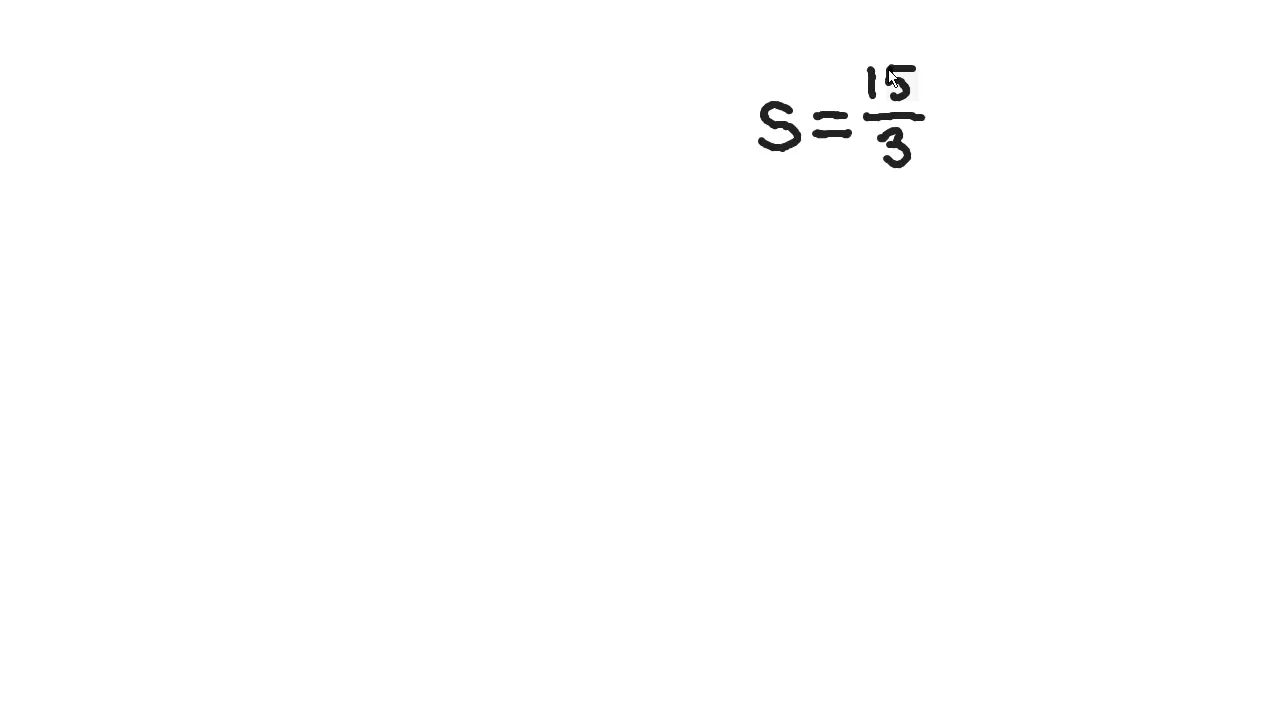 S = 15/3